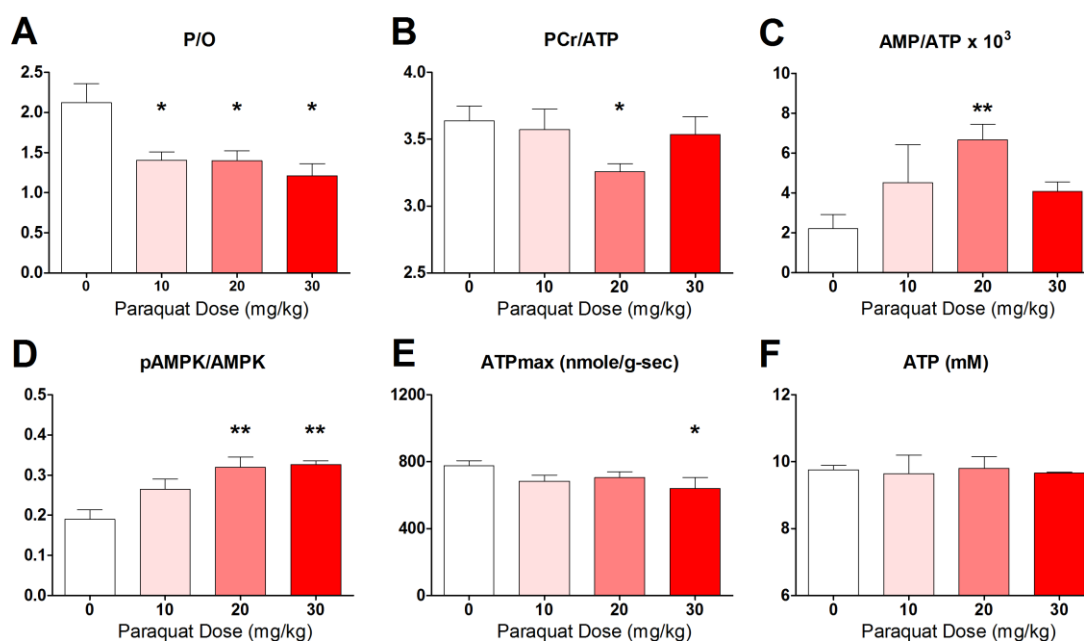 A
P/O
2.5
2.0
1.5
1.0
0.5
0.0
* * *
0 10 20 30
Paraquat Dose (mg/kg)
B
PCr/ATP
4.0
3.5
3.0
2.5
*
0 10 20 30
Paraquat Dose (mg/kg)
C
AMP/ATP x 10³
8
6
4
2
0
**
0 10 20 30
Paraquat Dose (mg/kg)
D
pAMPK/AMPK
0.5
0.4
0.3
0.2
0.1
0.0
** **
0 10 20 30
Paraquat Dose (mg/kg)
E
ATPmax (nmole/g-sec)
1200
800
400
0
*
0 10 20 30
Paraquat Dose (mg/kg)
F
ATP (mM)
12
10
8
6
0 10 20 30
Paraquat Dose (mg/kg)